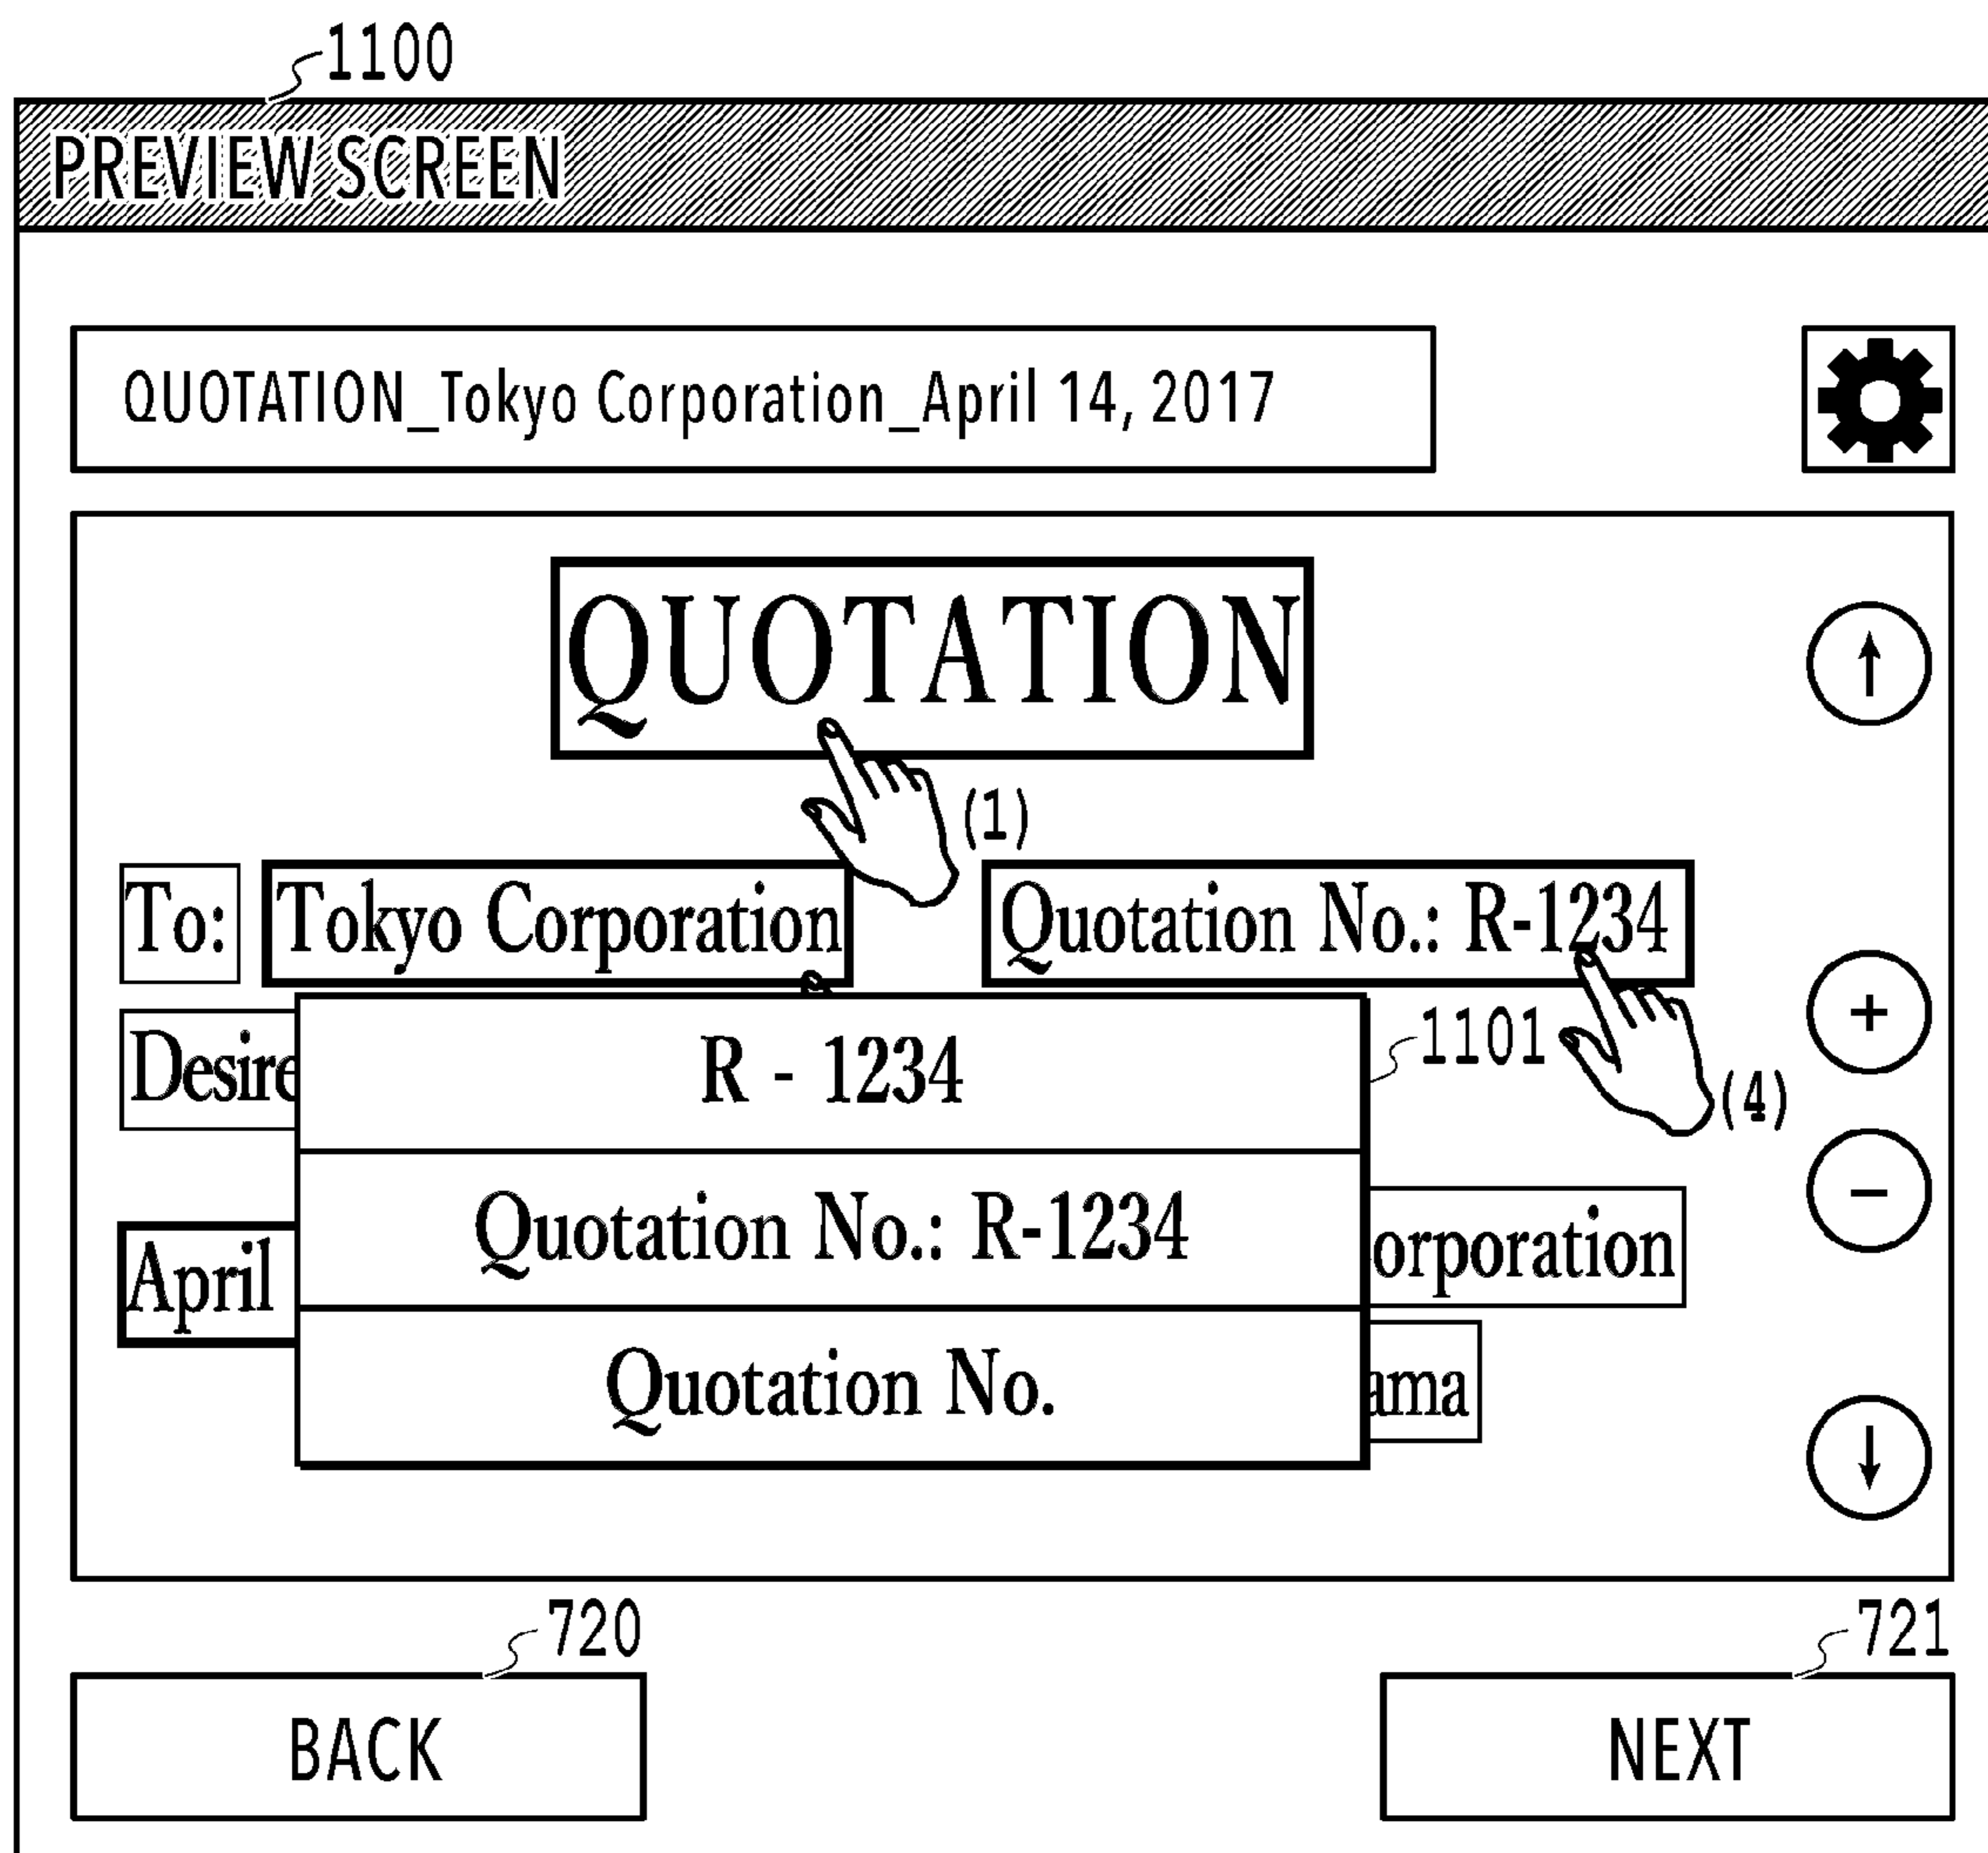 1100
PREVIEW SCREEN
QUOTATION_Tokyo Corporation_April 14, 2017
QUOTATION
(1)
To: Tokyo Corporation Quotation No.: R-1234
Desire
R - 1234
1101
(4)
Quotation No.: R-1234
orporation
April
Quotation No.
ama
720
721
BACK
NEXT